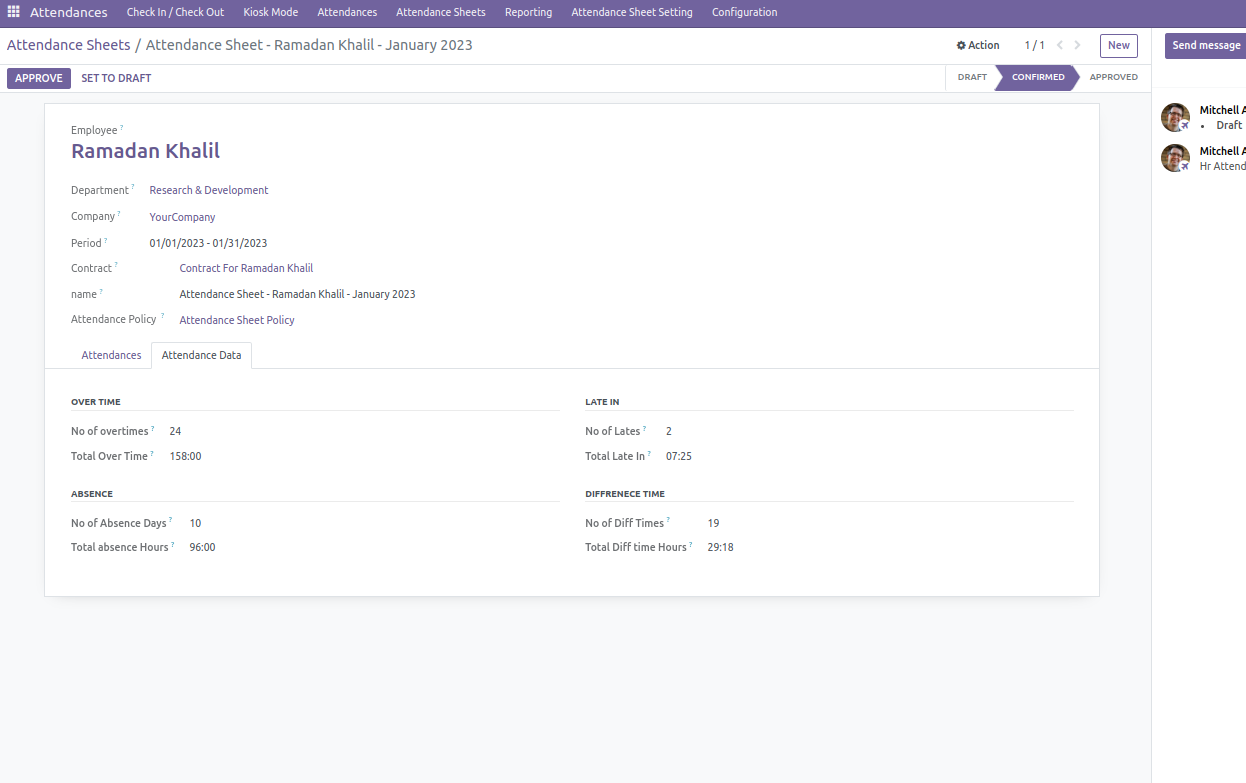 Attendances Check In / Check Out Kiosk Mode Attendances Attendance Sheets Reporting Attendance Sheet Setting Configuration
Attendance Sheets / Attendance Sheet - Ramadan Khalil - January 2023 Action 1 / 1 New Send message
APPROVE SET TO DRAFT DRAFT CONFIRMED APPROVED
Mitchell A
• Draft
Mitchell A
Hr Attend
Employee ?
Ramadan Khalil
Department ? Research & Development
Company ? YourCompany
Period ? 01/01/2023 - 01/31/2023
Contract ? Contract For Ramadan Khalil
name ? Attendance Sheet - Ramadan Khalil - January 2023
Attendance Policy ? Attendance Sheet Policy
Attendances Attendance Data
OVER TIME LATE IN
No of overtimes ? 24 No of Lates ? 2
Total Over Time ? 158:00 Total Late In ? 07:25
ABSENCE DIFFRENECE TIME
No of Absence Days ? 10 No of Diff Times ? 19
Total absence Hours ? 96:00 Total Diff time Hours ? 29:18